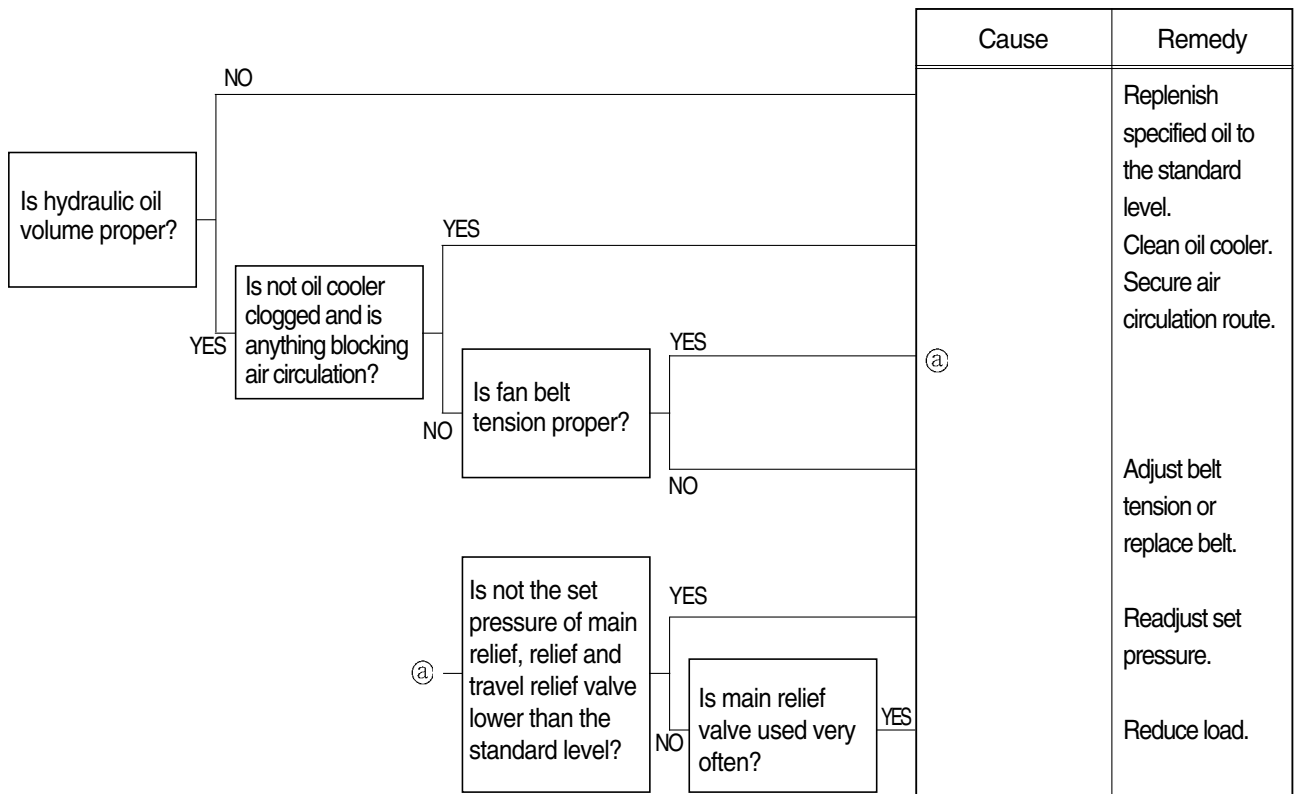 Cause
Remedy
NO
Replenish
specified oil to
the standard
level.
Is hydraulic oil
volume proper?
YES
Clean oil cooler.
Secure air
circulation route.
YES
Is not oil cooler
clogged and is
anything blocking
air circulation?
YES
ⓐ
NO
Is fan belt
tension proper?
NO
Adjust belt
tension or
replace belt.
ⓐ
Is not the set
pressure of main
relief, relief and
travel relief valve
lower than the
standard level?
YES
Readjust set
pressure.
NO
Is main relief
valve used very
often?
YES
Reduce load.